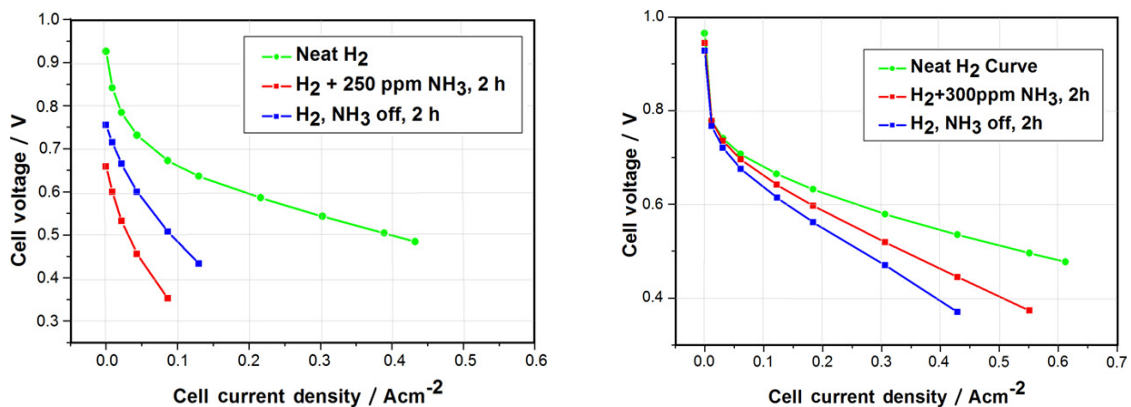 1.0
0.9
0.8
0.7
0.6
0.5
0.4
0.3
Cell voltage / V
Neat H2
H2 + 250 ppm NH3, 2 h
H2, NH3 off, 2 h
0.0 0.1 0.2 0.3 0.4 0.5 0.6
Cell current density / Acm-2
1.0
0.8
0.6
0.4
Cell voltage / V
Neat H2 Curve
H2+300ppm NH3, 2h
H2, NH3 off, 2h
0.0 0.1 0.2 0.3 0.4 0.5 0.6 0.7
Cell current density / Acm-2